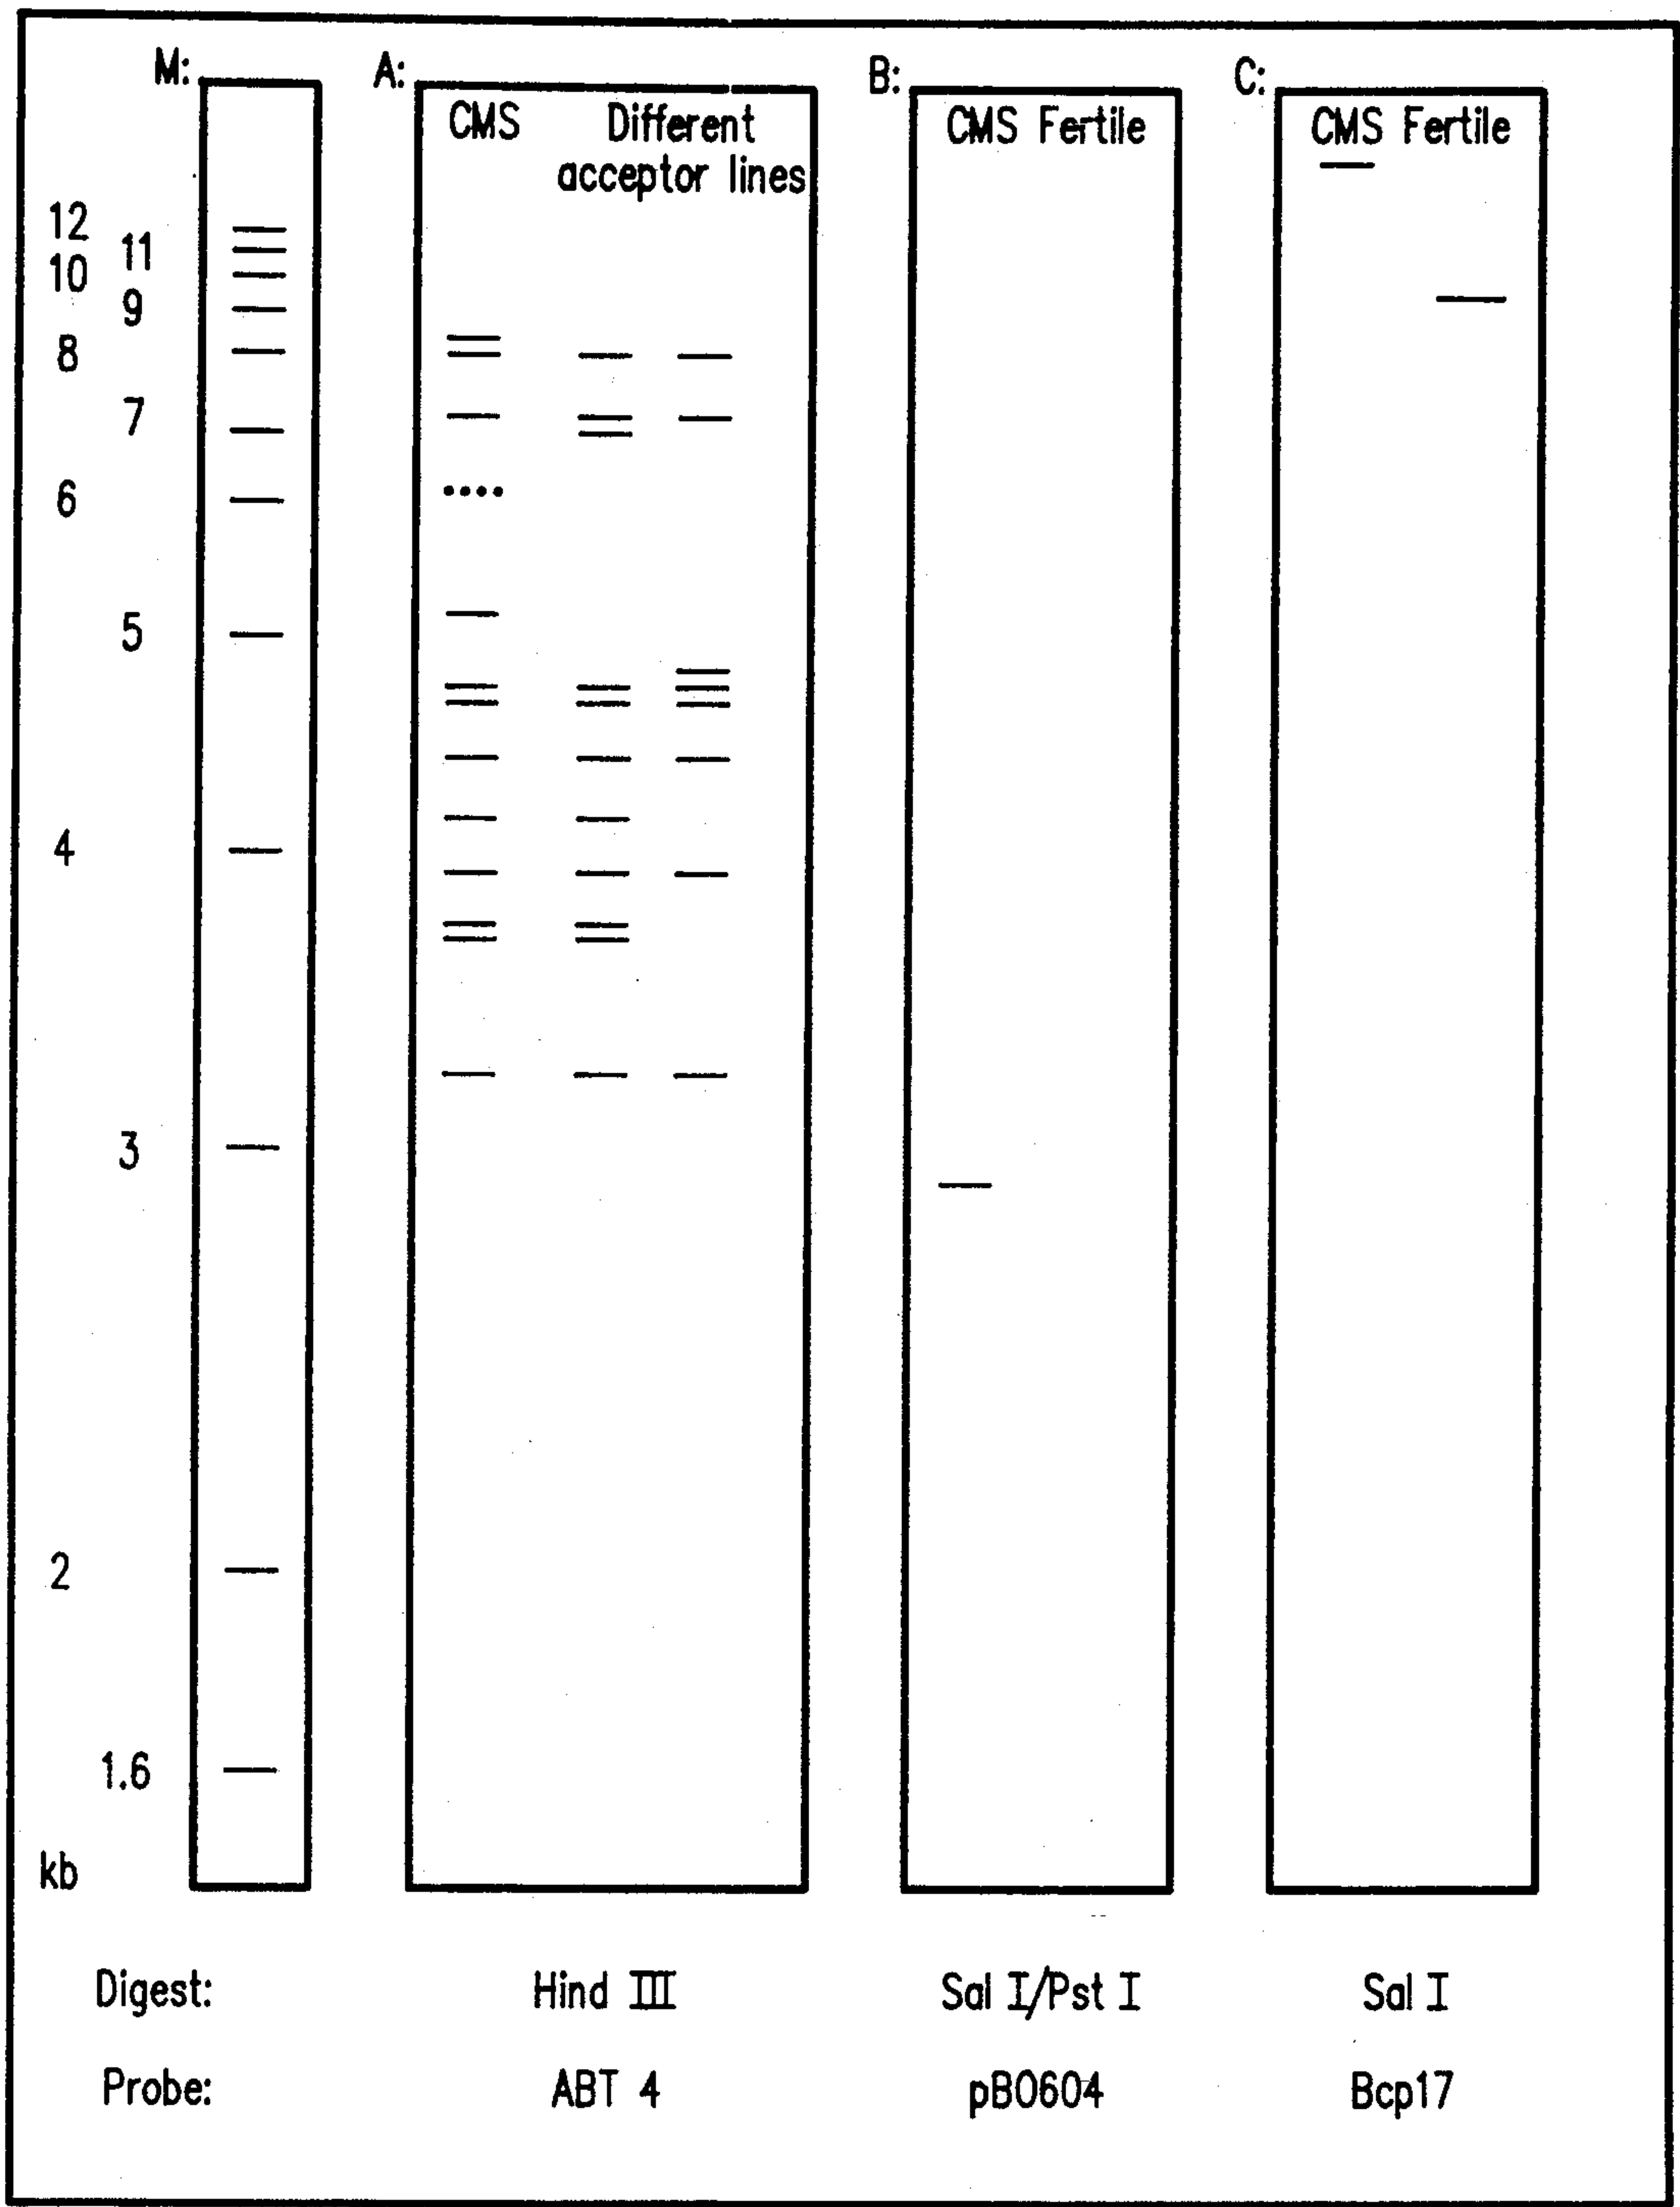 M: A: B: C:
CMS Different
acceptor lines
CMS Fertile
CMS Fertile
12
11
10
9
8
7
6
5
4
3
2
1.6
kb
Digest: Hind III Sal I/Pst I Sal I
Probe: ABT 4 pBO604 Bcp17